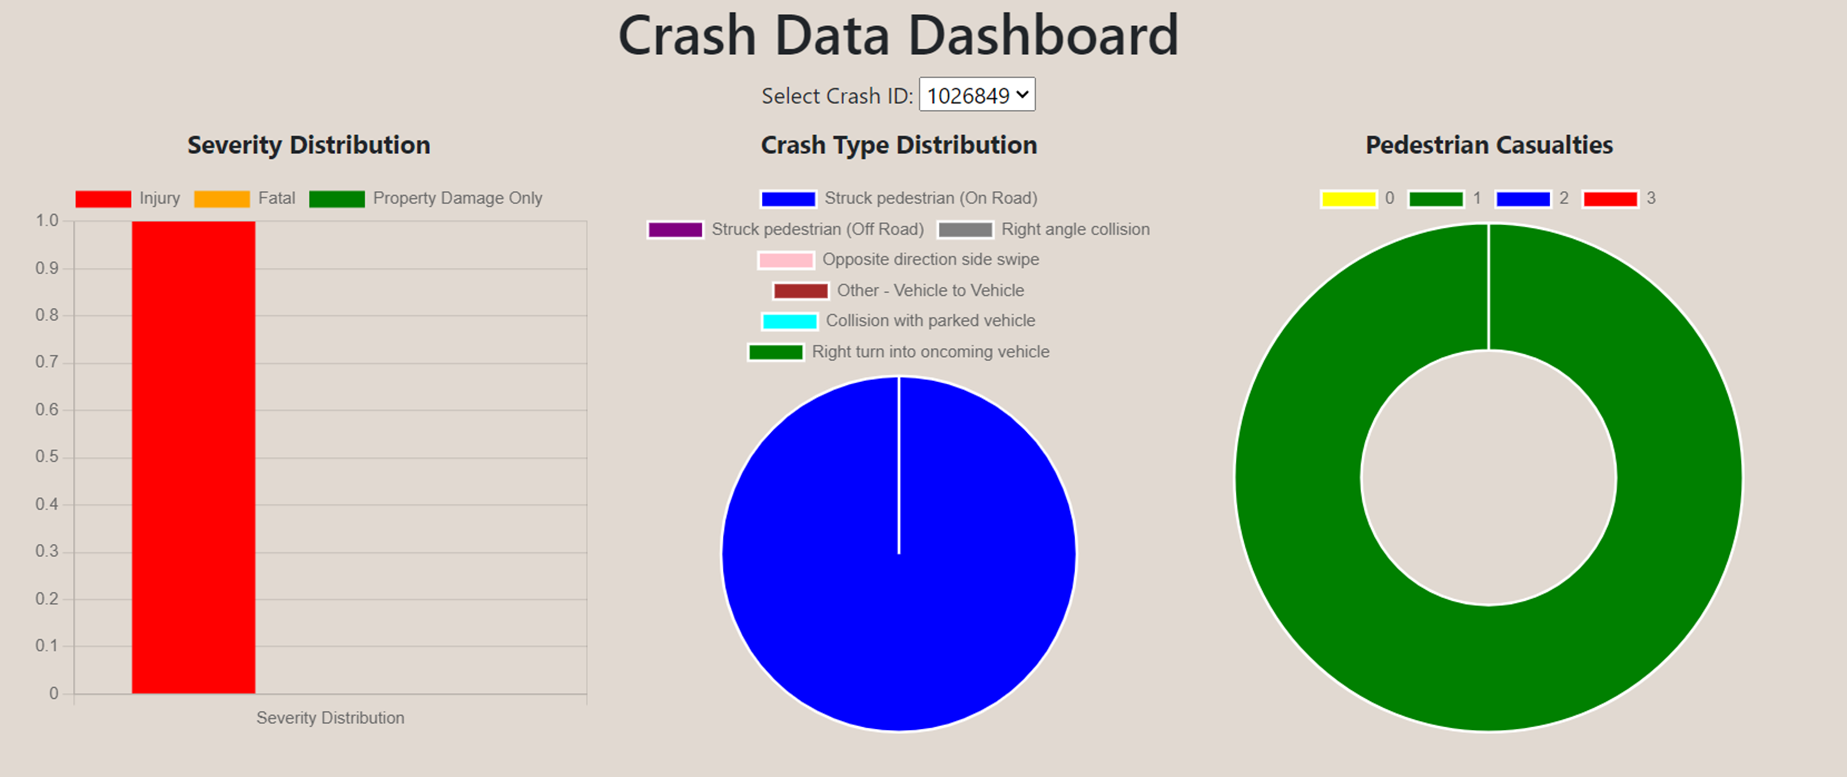 Crash Data Dashboard
Select Crash ID: 1026849
Severity Distribution
Injury Fatal Property Damage Only
1.0
0.9
0.8
0.7
0.6
0.5
0.4
0.3
0.2
0.1
0
Severity Distribution
Crash Type Distribution
Struck pedestrian (On Road)
Struck pedestrian (Off Road) Right angle collision
Opposite direction side swipe
Other - Vehicle to Vehicle
Collision with parked vehicle
Right turn into oncoming vehicle
Pedestrian Casualties
0 1 2 3